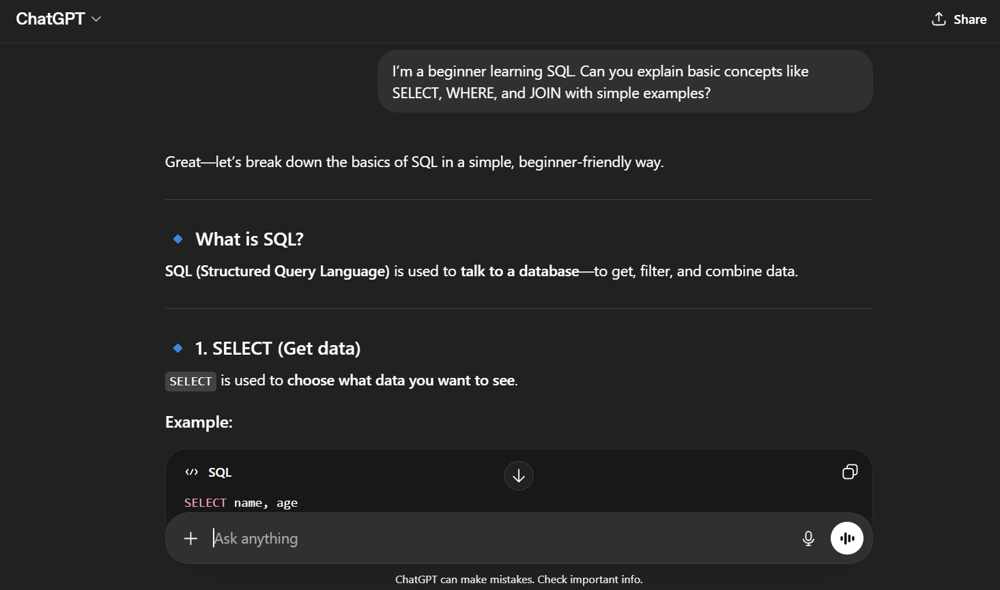 ChatGPT
Share
I’m a beginner learning SQL. Can you explain basic concepts like
SELECT, WHERE, and JOIN with simple examples?
Great—let’s break down the basics of SQL in a simple, beginner-friendly way.
What is SQL?
SQL (Structured Query Language) is used to talk to a database—to get, filter, and combine data.
1. SELECT (Get data)
SELECT is used to choose what data you want to see.
Example:
SQL
SELECT name, age
Ask anything
ChatGPT can make mistakes. Check important info.